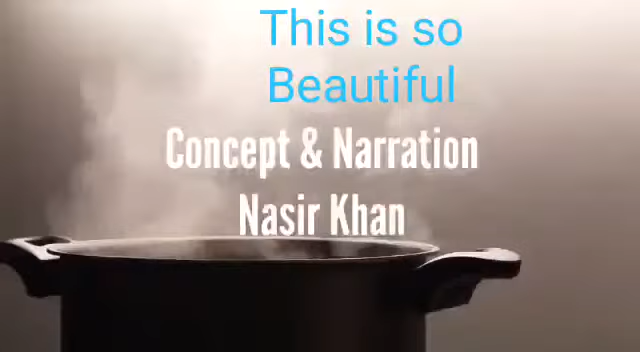 This is so
Beautiful
Concept & Narration
Nasir Khan